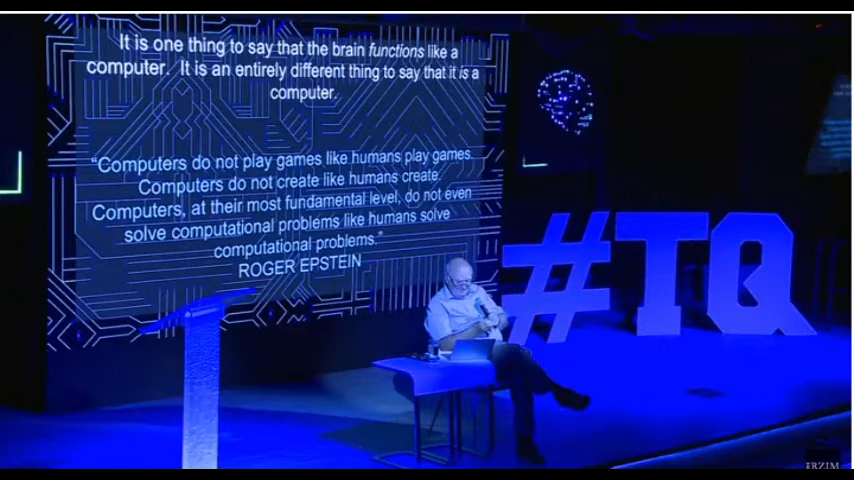 It is one thing to say that the brain functions like a
computer. It is an entirely different thing to say that it is a
computer.
“Computers do not play games like humans play games.
Computers do not create like humans create.
Computers, at their most fundamental level, do not even
solve computational problems like humans solve
computational problems.”
ROGER EPSTEIN
#TQ
RZIM